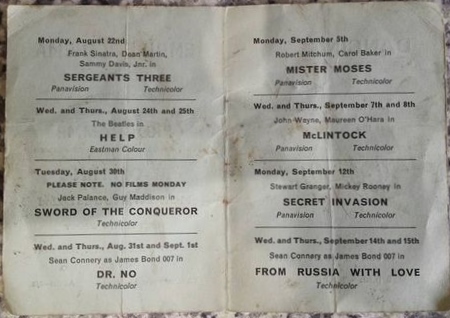 Monday, August 22nd
Frank Sinatra, Dean Martin,
Sammy Davis, Jnr. in
SERGEANTS THREE
Panavision Technicolor
Wed. and Thurs., August 24th and 25th
The Beatles in
HELP
Eastman Colour
Tuesday, August 30th
PLEASE NOTE. NO FILMS MONDAY
Jack Palance, Guy Maddison in
SWORD OF THE CONQUEROR
Technicolor
Wed. and Thurs., Aug. 31st and Sept. 1st
Sean Connery as James Bond 007 in
DR. NO
Technicolor
Monday, September 5th
Robert Mitchum, Carol Baker in
MISTER MOSES
Panavision Technicolor
Wed. and Thurs., September 7th and 8th
John Wayne, Maureen O'Hara in
McLINTOCK
Panavision Technicolor
Monday, September 12th
Stewart Granger, Mickey Rooney in
SECRET INVASION
Panavision Technicolor
Wed. and Thurs., September 14th and 15th
Sean Connery as James Bond 007 in
FROM RUSSIA WITH LOVE
Technicolor